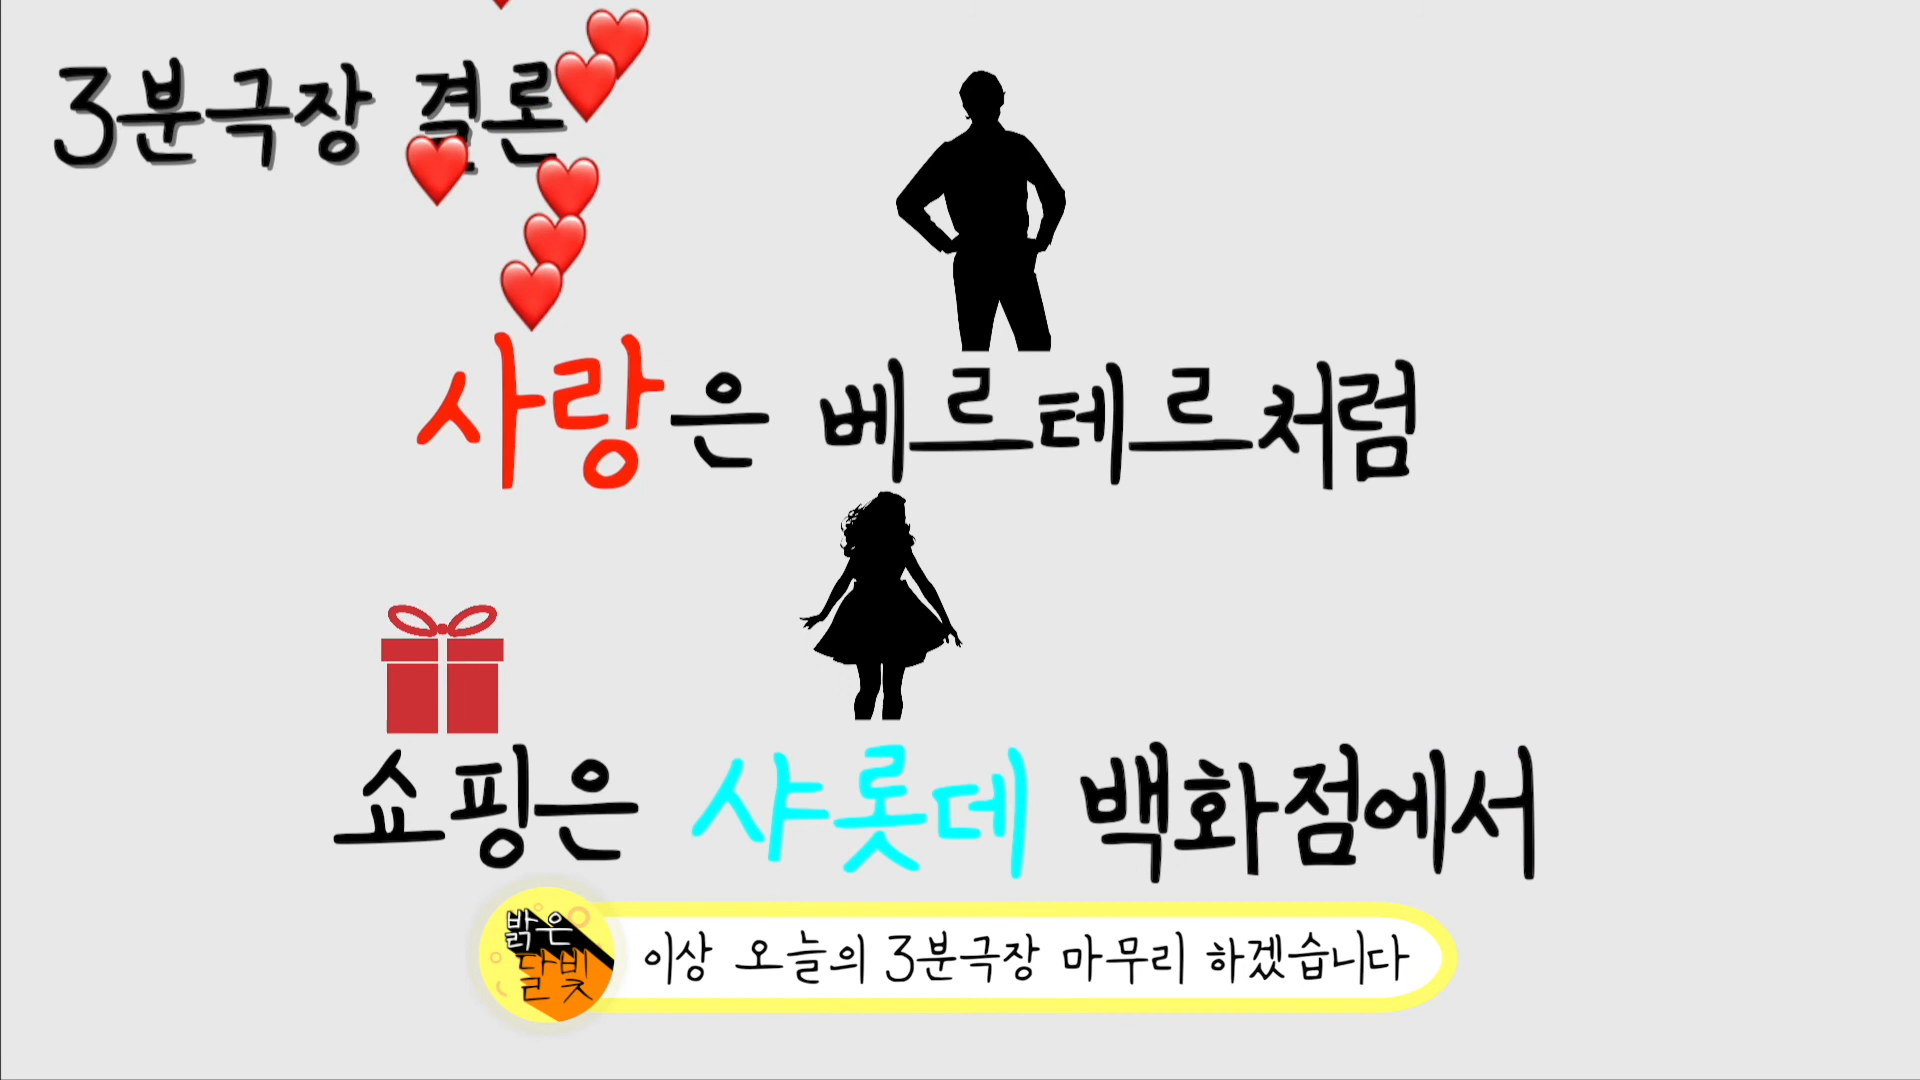 3분극장 결론
사랑은 베르테르처럼
쇼핑은 샤롯데 백화점에서
밝은
달빛
이상 오늘의 3분극장 마무리 하겠습니다